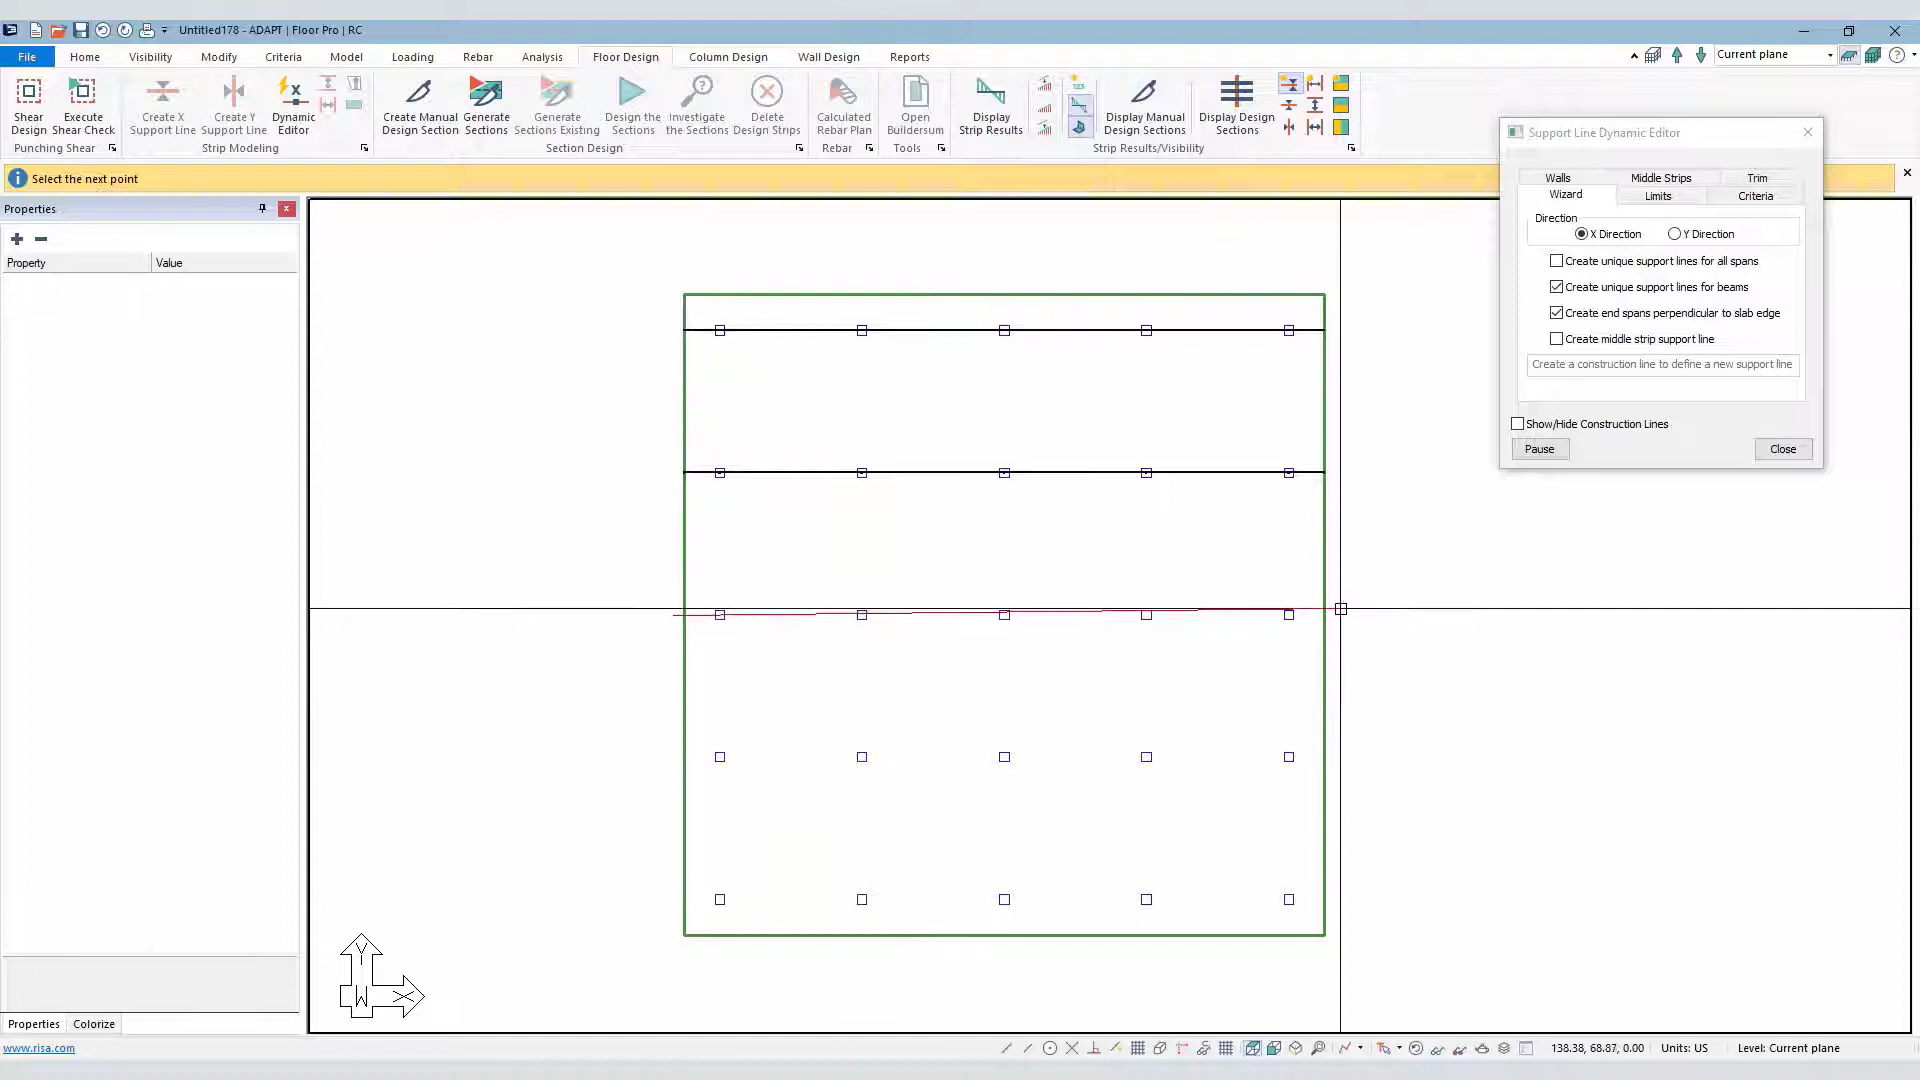 Untitled178 - ADAPT | Floor Pro | RC
File Home Visibility Modify Criteria Model Loading Rebar Analysis Floor Design Column Design Wall Design Reports
Current plane
Shear Design
Execute Shear Check
Create X Support Line
Create Y Support Line
Dynamic Editor
Create Manual Design Section
Generate Sections
Generate Sections Existing
Design the Sections
Investigate the Sections
Delete Design Strips
Calculated Rebar Plan
Open Buildersum
Display Strip Results
Display Manual Design Sections
Display Design Sections
Punching Shear Strip Modeling Section Design Rebar Tools Strip Results/Visibility
Select the next point
Properties
Property Value
Support Line Dynamic Editor
Walls Middle Strips Trim
Wizard Limits Criteria
Direction
X Direction Y Direction
Create unique support lines for all spans
Create unique support lines for beams
Create end spans perpendicular to slab edge
Create middle strip support line
Create a construction line to define a new support line
Show/Hide Construction Lines
Pause Close
Y
W X
Properties Colorize
www.risa.com
138.38, 68.87, 0.00 Units: US Level: Current plane